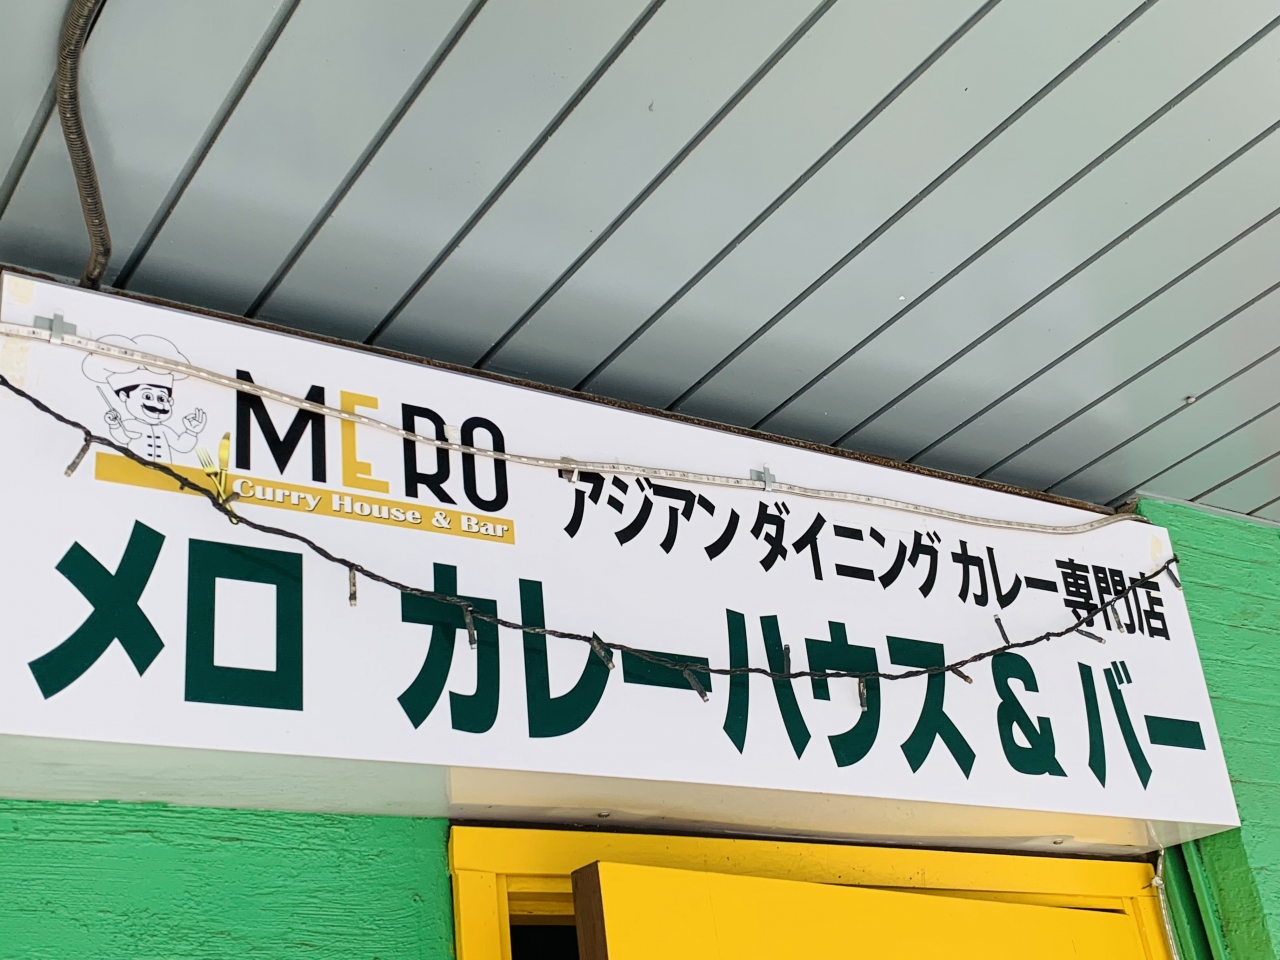 MERO
Curry House & Bar
アジアンダイニング カレー専門店
メロ カレーハウス & バー